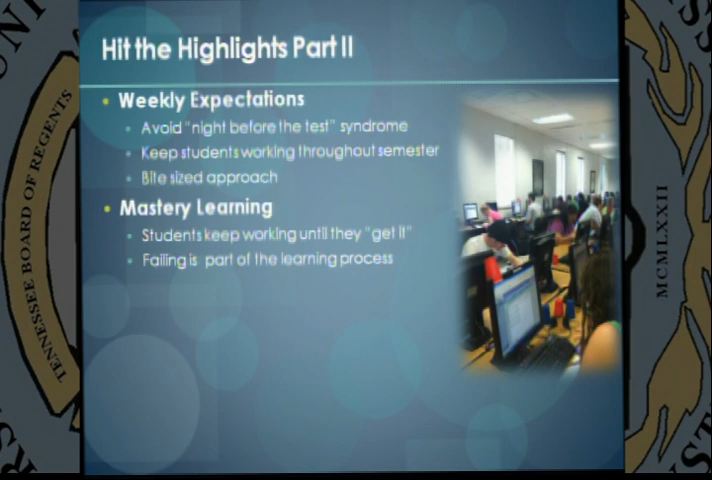 Hit the Highlights Part II
Weekly Expectations
Avoid "night before the test" syndrome
Keep students working throughout semester
Bite sized approach
Mastery Learning
Students keep working until they "get it"
Failing is part of the learning process
TENNESSEE BOARD OF REGENTS
MCMLXXII